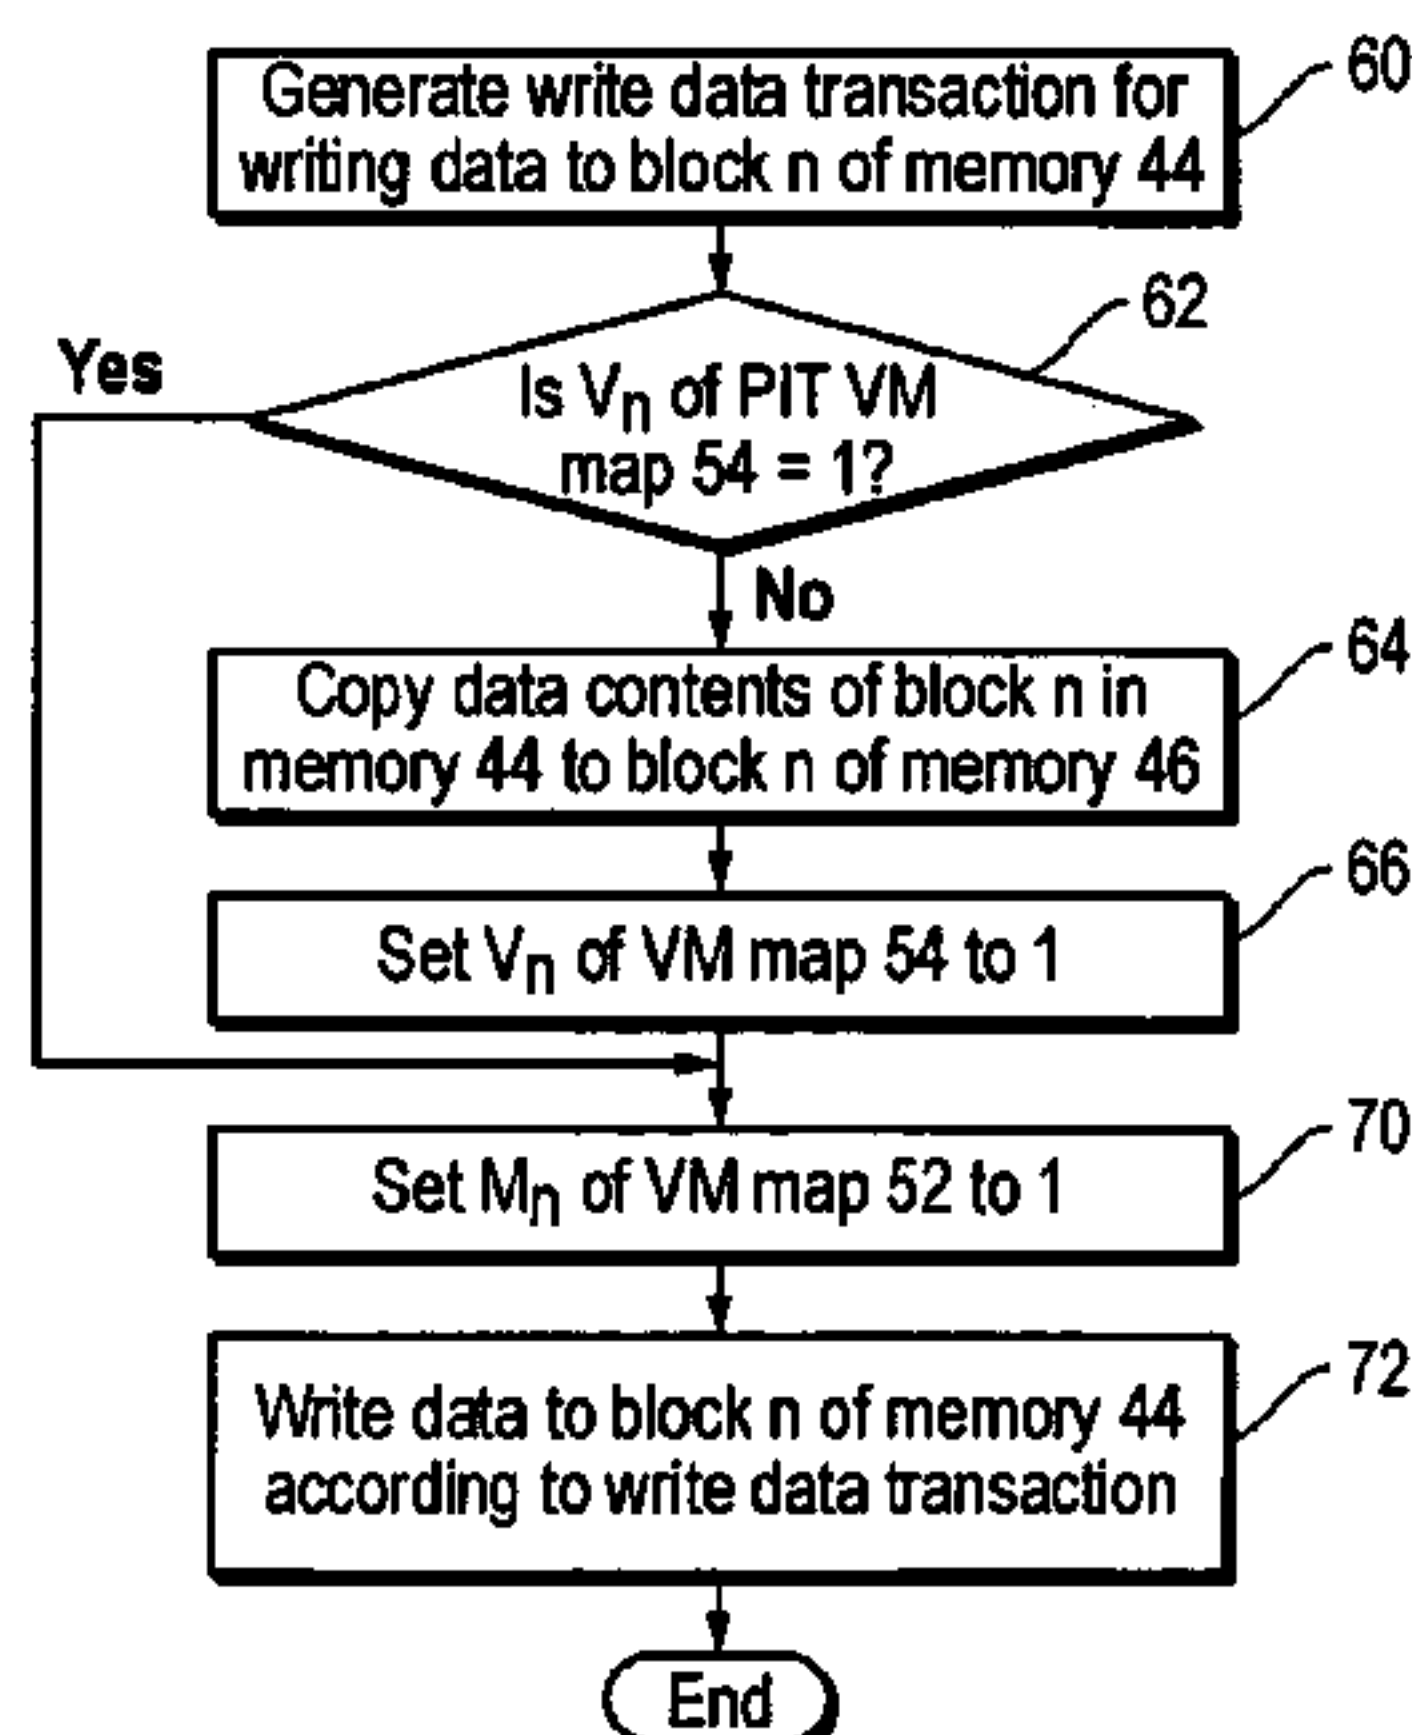 Generate write data transaction for
writing data to block n of memory 44
60
62
Yes
Is Vn of PIT VM
map 54 = 1?
No
64
Copy data contents of block n in
memory 44 to block n of memory 46
66
Set Vn of VM map 54 to 1
70
Set Mn of VM map 52 to 1
72
Write data to block n of memory 44
according to write data transaction
End